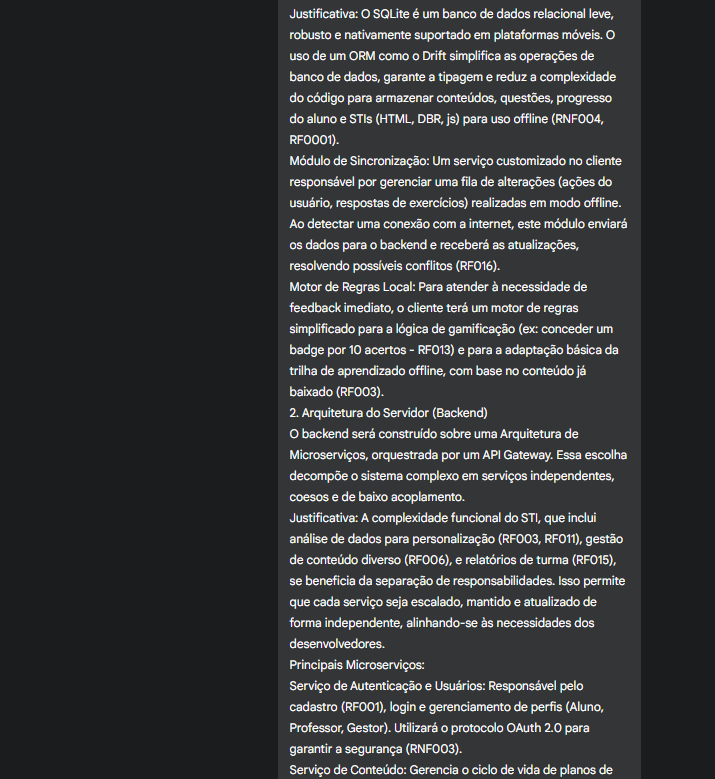 Justificativa: O SQLite é um banco de dados relacional leve,
robusto e nativamente suportado em plataformas móveis. O
uso de um ORM como o Drift simplifica as operações de
banco de dados, garante a tipagem e reduz a complexidade
do código para armazenar conteúdos, questões, progresso
do aluno e STIs (HTML, DBR, js) para uso offline (RNF004,
RF0001).
Módulo de Sincronização: Um serviço customizado no cliente
responsável por gerenciar uma fila de alterações (ações do
usuário, respostas de exercícios) realizadas em modo offline.
Ao detectar uma conexão com a internet, este módulo enviará
os dados para o backend e receberá as atualizações,
resolvendo possíveis conflitos (RF016).
Motor de Regras Local: Para atender à necessidade de
feedback imediato, o cliente terá um motor de regras
simplificado para a lógica de gamificação (ex: conceder um
badge por 10 acertos - RF013) e para a adaptação básica da
trilha de aprendizado offline, com base no conteúdo já
baixado (RF003).
2. Arquitetura do Servidor (Backend)
O backend será construído sobre uma Arquitetura de
Microserviços, orquestrada por um API Gateway. Essa escolha
decompõe o sistema complexo em serviços independentes,
coesos e de baixo acoplamento.
Justificativa: A complexidade funcional do STI, que inclui
análise de dados para personalização (RF003, RF011), gestão
de conteúdo diverso (RF006), e relatórios de turma (RF015),
se beneficia da separação de responsabilidades. Isso permite
que cada serviço seja escalado, mantido e atualizado de
forma independente, alinhando-se às necessidades dos
desenvolvedores.
Principais Microserviços:
Serviço de Autenticação e Usuários: Responsável pelo
cadastro (RF001), login e gerenciamento de perfis (Aluno,
Professor, Gestor). Utilizará o protocolo OAuth 2.0 para
garantir a segurança (RNF003).
Serviço de Conteúdo: Gerencia o ciclo de vida de planos de